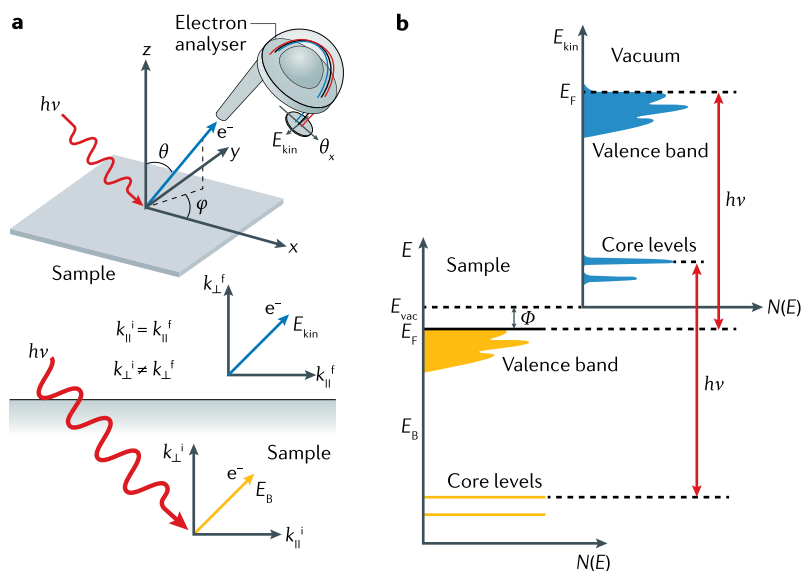 a
Electron
analyser
z
hν
θ
e⁻
y
E_kin
θ_x
φ
x
Sample
k_⊥^f
e⁻
E_kin
k_||^i = k_||^f
k_⊥^i ≠ k_⊥^f
k_||^f
hν
k_⊥^i
Sample
e⁻
E_B
k_||^i
b
E_kin
Vacuum
E_F
Valence band
hν
Core levels
N(E)
E
Sample
E_vac
Φ
E_F
Valence band
hν
E_B
Core levels
N(E)